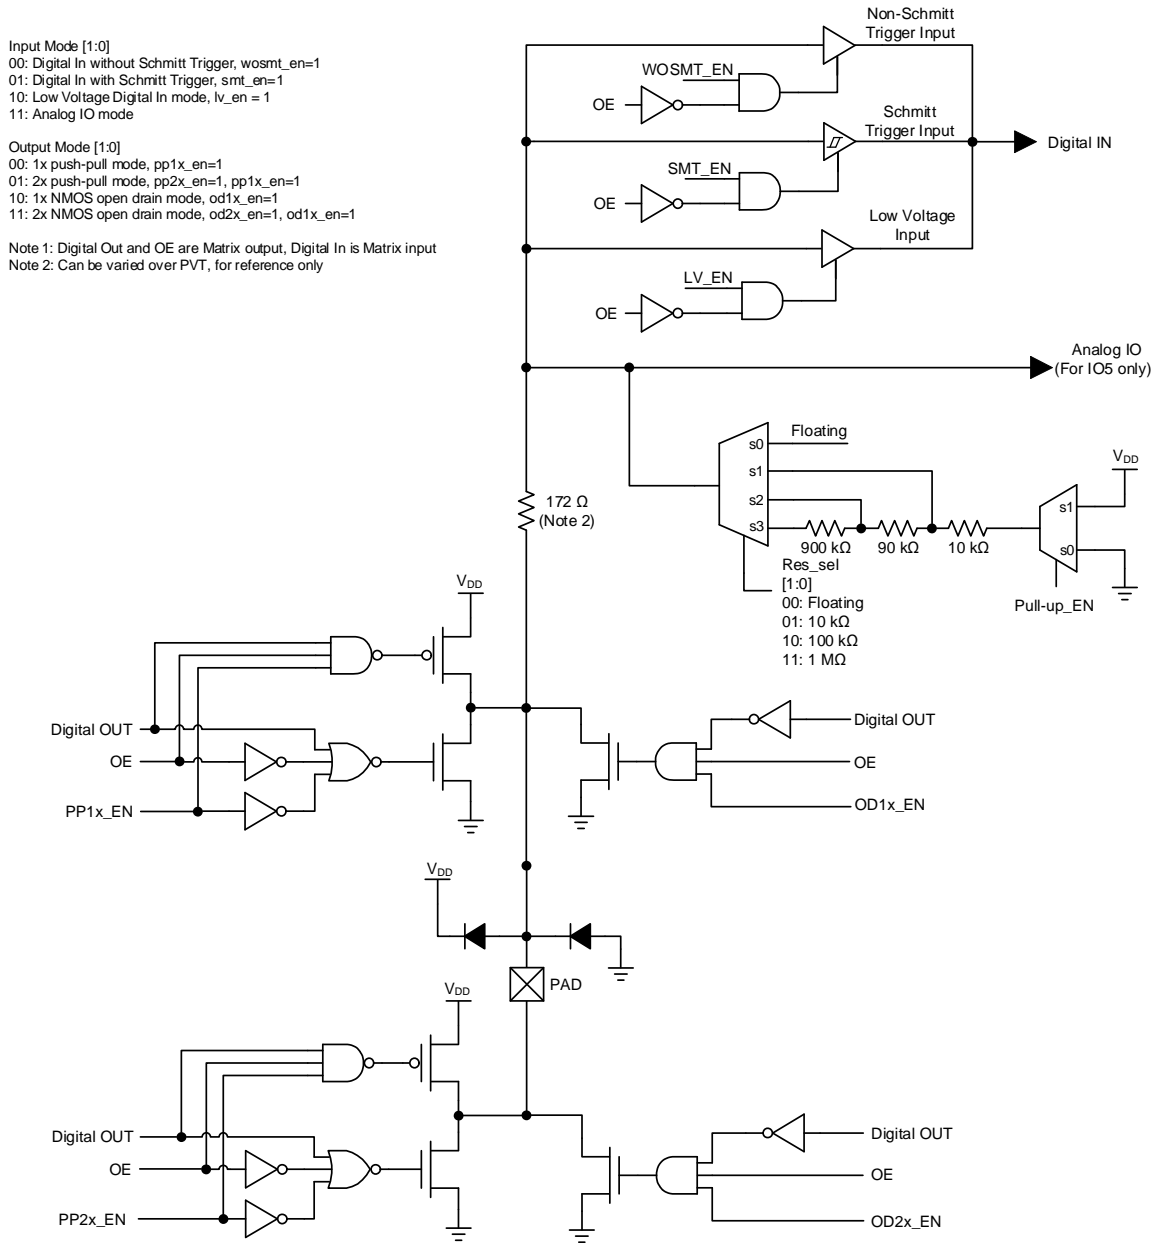 Input Mode [1:0]
00: Digital In without Schmitt Trigger, wosmt_en=1
01: Digital In with Schmitt Trigger, smt_en=1
10: Low Voltage Digital In mode, lv_en = 1
11: Analog IO mode
Output Mode [1:0]
00: 1x push-pull mode, pp1x_en=1
01: 2x push-pull mode, pp2x_en=1, pp1x_en=1
10: 1x NMOS open drain mode, od1x_en=1
11: 2x NMOS open drain mode, od2x_en=1, od1x_en=1
Note 1: Digital Out and OE are Matrix output, Digital In is Matrix input
Note 2: Can be varied over PVT, for reference only
Non-Schmitt
Trigger Input
WOSMT_EN
OE
Schmitt
Trigger Input
Digital IN
SMT_EN
OE
Low Voltage
Input
LV_EN
OE
Analog IO
(For IO5 only)
Floating
s0
s1
s2
s3
900 kΩ
90 kΩ
10 kΩ
VDD
s1
s0
Pull-up_EN
Res_sel
[1:0]
00: Floating
01: 10 kΩ
10: 100 kΩ
11: 1 MΩ
172 Ω
(Note 2)
VDD
Digital OUT
OE
PP1x_EN
Digital OUT
OE
OD1x_EN
VDD
PAD
VDD
Digital OUT
OE
PP2x_EN
Digital OUT
OE
OD2x_EN